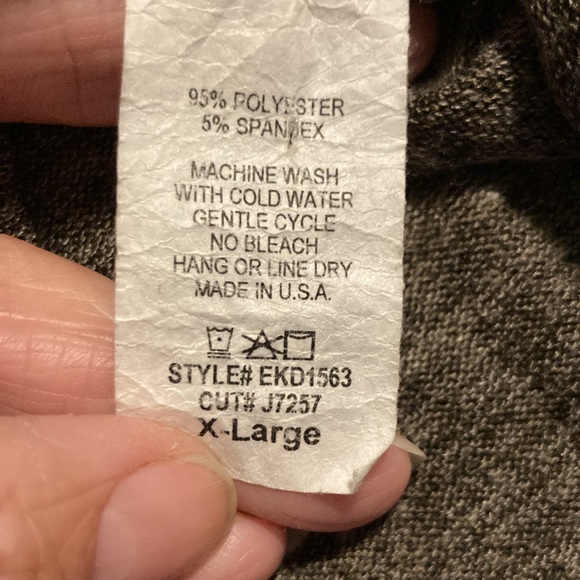 95% POLYESTER
5% SPANDEX
MACHINE WASH
WITH COLD WATER
GENTLE CYCLE
NO BLEACH
HANG OR LINE DRY
MADE IN U.S.A.
STYLE# EKD1563
CUT# J7257
X-Large